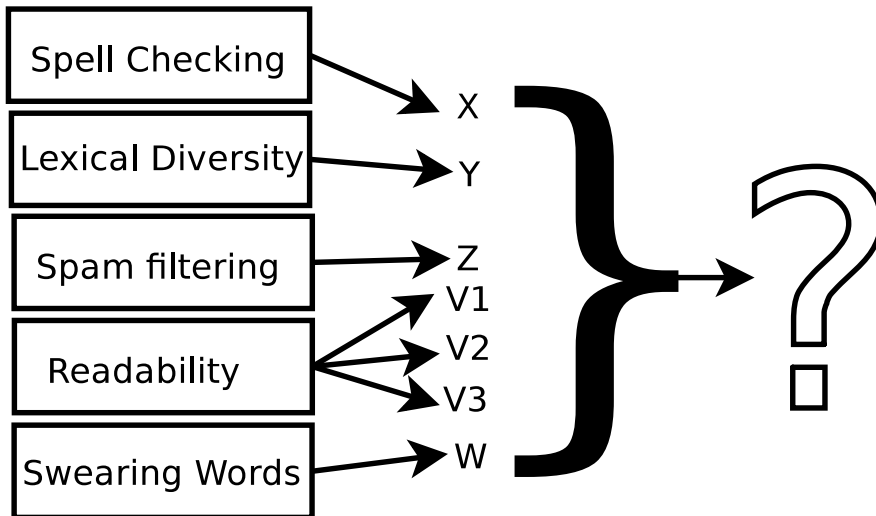 Spell Checking
X
Lexical Diversity
Y
Spam filtering
Z
V1
Readability
V2
V3
Swearing Words
W
?